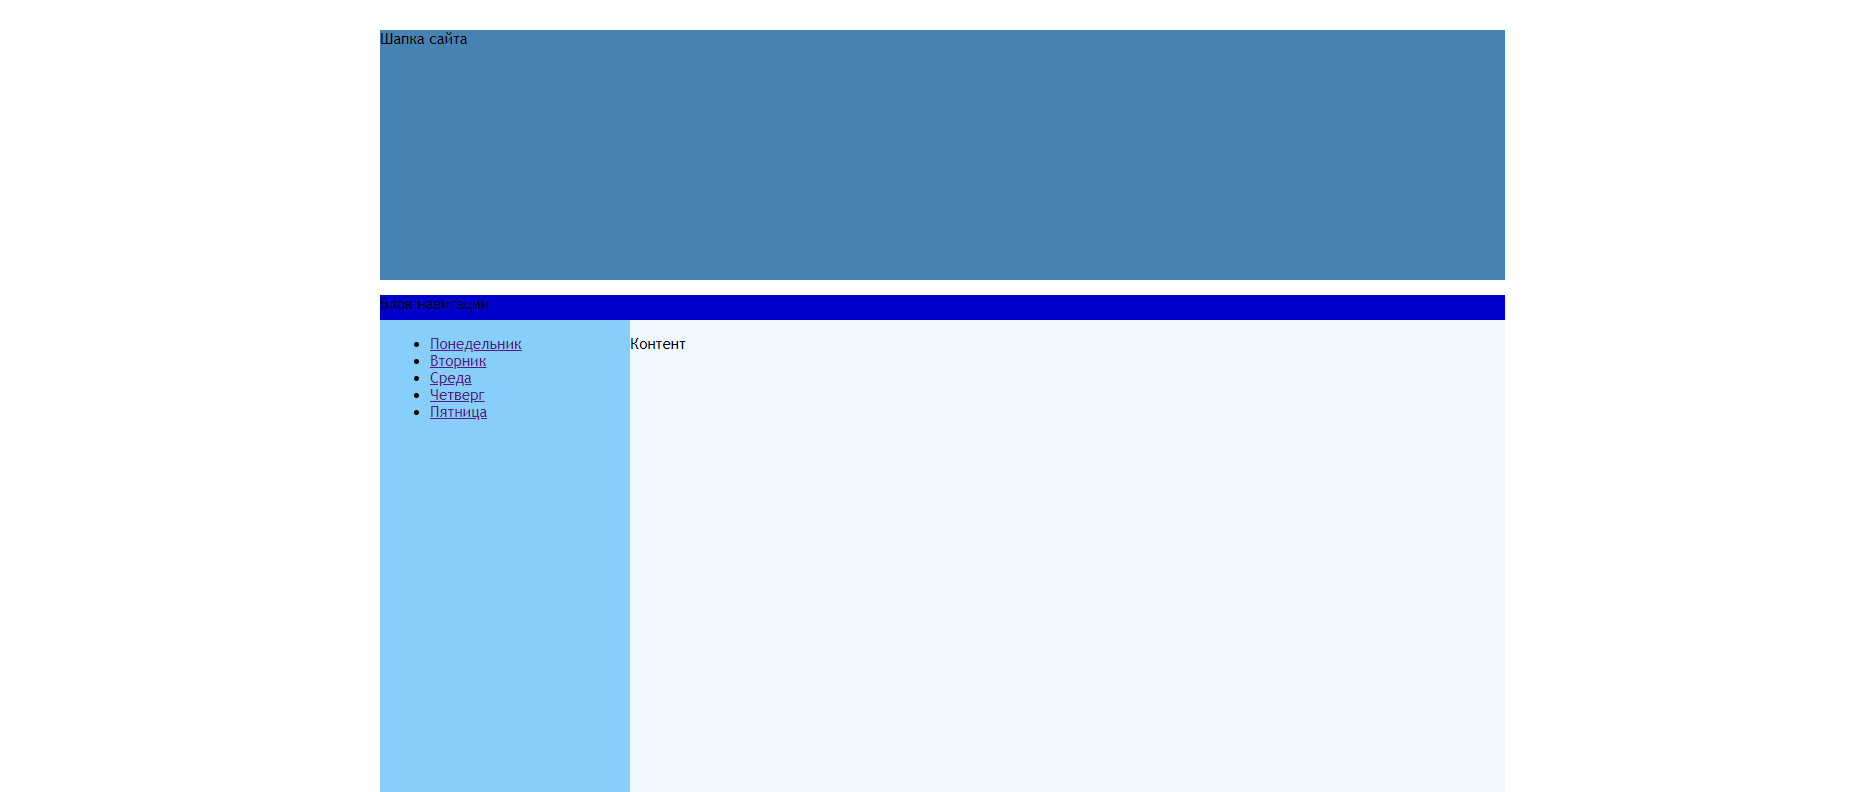 Шапка сайта
Блок навигации
Понедельник
Вторник
Среда
Четверг
Пятница
Контент